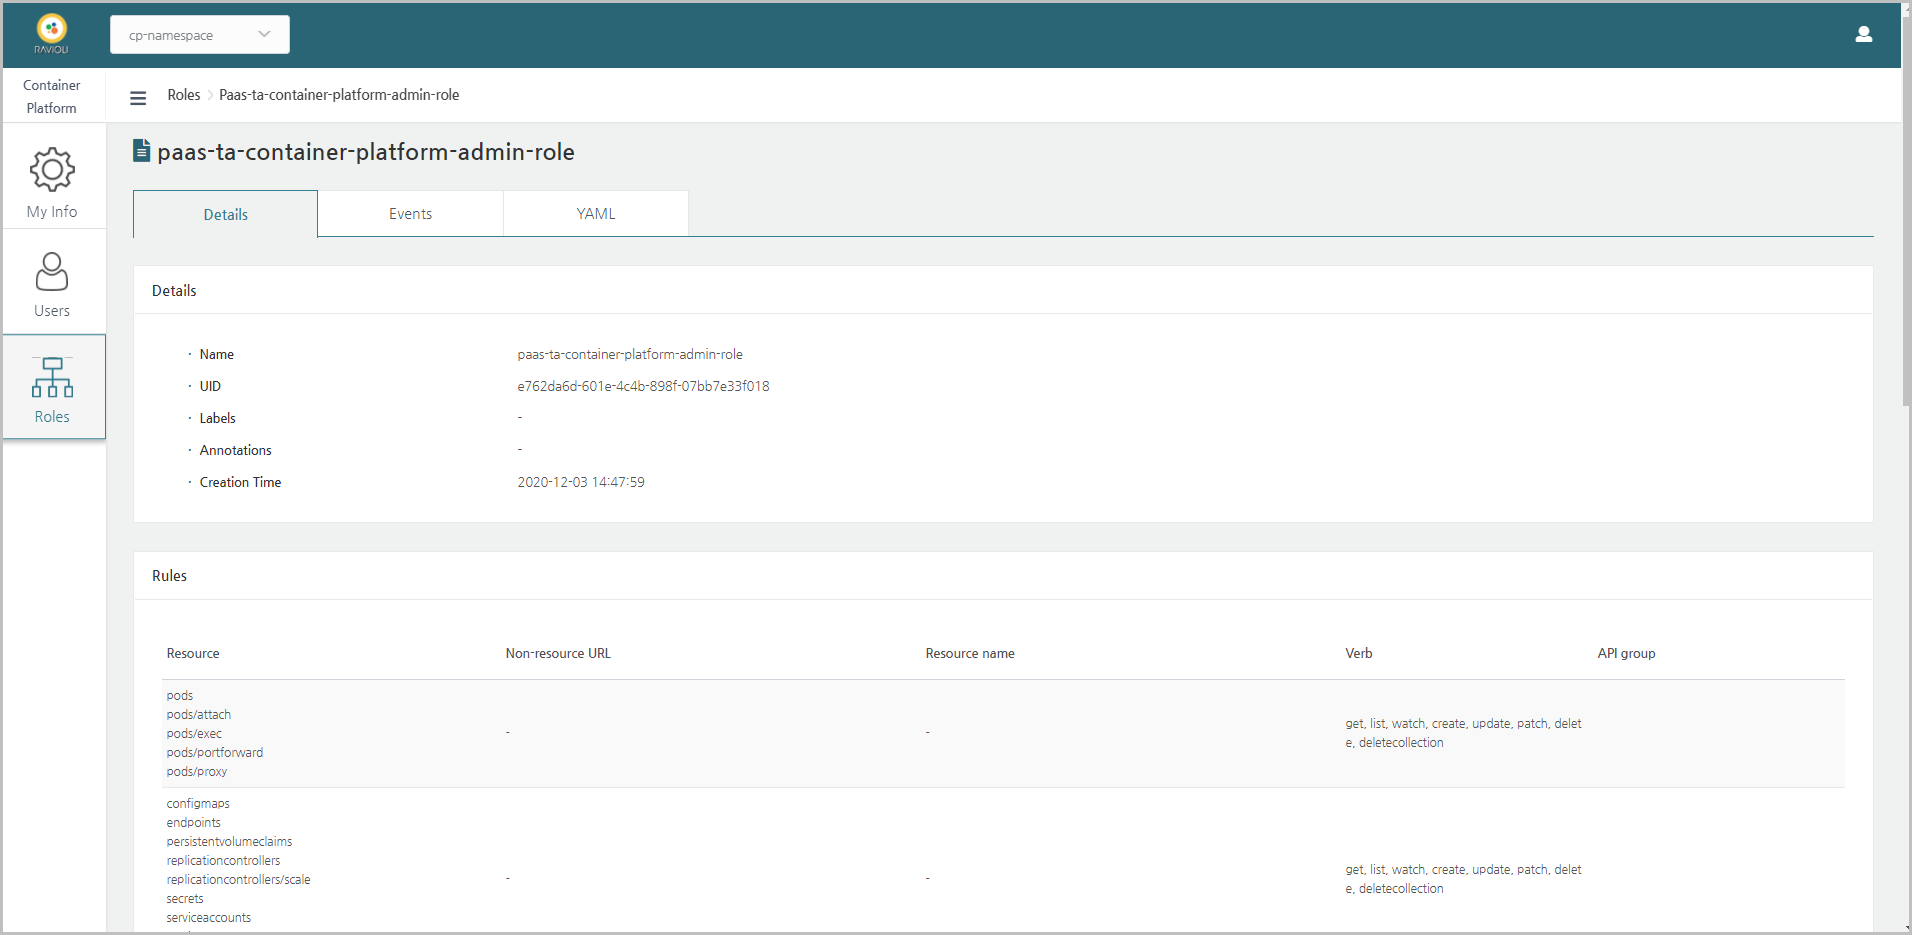 RAVIOLI
cp-namespace
Container
Platform
Roles
Paas-ta-container-platform-admin-role
My Info
Users
Roles
paas-ta-container-platform-admin-role
Details
Events
YAML
Details
· Name
paas-ta-container-platform-admin-role
· UID
e762da6d-601e-4c4b-898f-07bb7e33f018
· Labels
-
· Annotations
-
· Creation Time
2020-12-03 14:47:59
Rules
Resource
Non-resource URL
Resource name
Verb
API group
pods
pods/attach
pods/exec
pods/portforward
pods/proxy
-
-
get, list, watch, create, update, patch, delet
e, deletecollection
configmaps
endpoints
persistentvolumeclaims
replicationcontrollers
replicationcontrollers/scale
secrets
serviceaccounts
-
-
get, list, watch, create, update, patch, delet
e, deletecollection